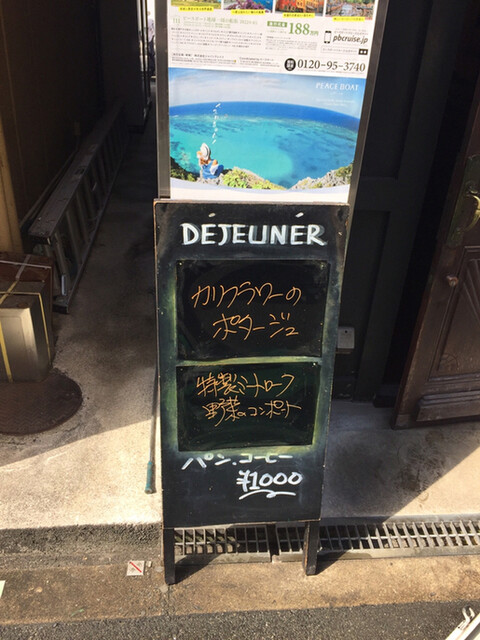 188万円
pbcruise.jp
0120-95-3740
PEACE BOAT
DÉJEUNÉR
カリフラワーの
ポタージュ
特製ミートローフ
野菜のコンポート
パン.コーヒー
¥1000